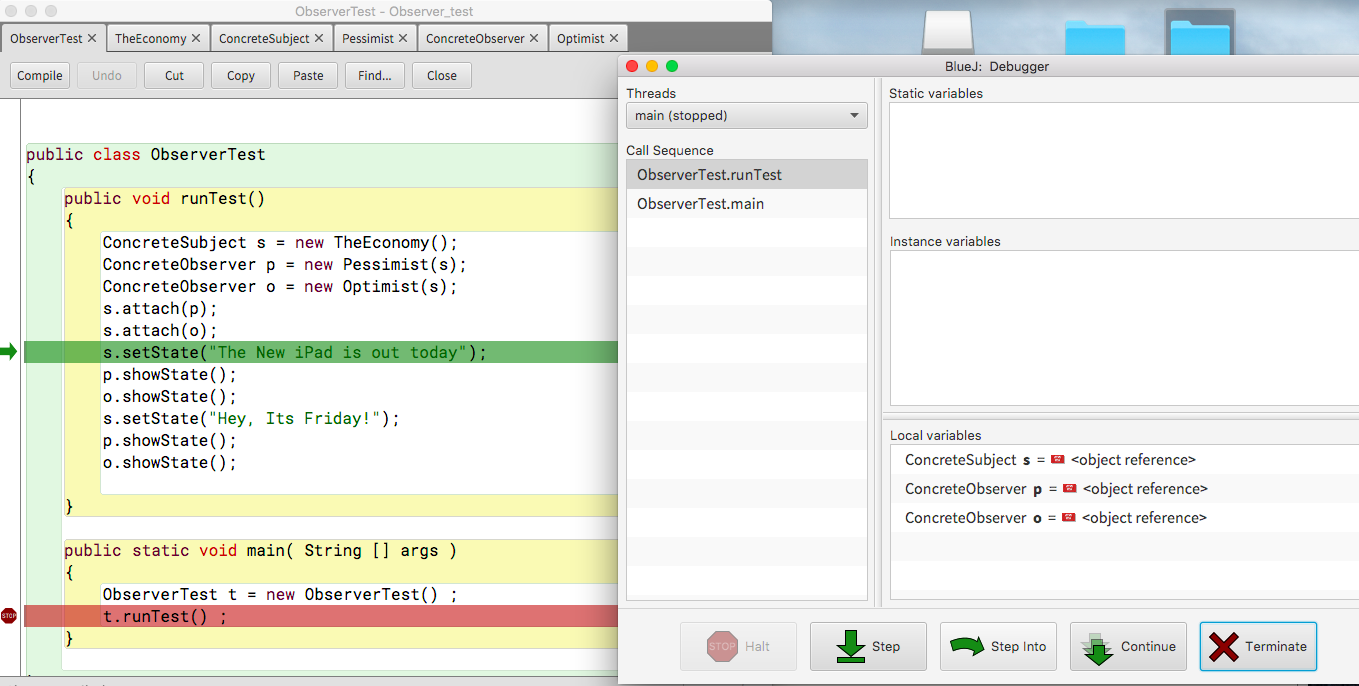 ObserverTest - Observer_test
ObserverTest ✕ TheEconomy ✕ ConcreteSubject ✕ Pessimist ✕ ConcreteObserver ✕ Optimist ✕
Compile Undo Cut Copy Paste Find... Close
public class ObserverTest
{
public void runTest()
{
ConcreteSubject s = new TheEconomy();
ConcreteObserver p = new Pessimist(s);
ConcreteObserver o = new Optimist(s);
s.attach(p);
s.attach(o);
s.setState("The New iPad is out today");
p.showState();
o.showState();
s.setState("Hey, Its Friday!");
p.showState();
o.showState();
}
public static void main( String [] args )
{
ObserverTest t = new ObserverTest() ;
STOP
t.runTest() ;
}
BlueJ: Debugger
Threads
main (stopped)
Call Sequence
ObserverTest.runTest
ObserverTest.main
Static variables
Instance variables
Local variables
ConcreteSubject s = <object reference>
ConcreteObserver p = <object reference>
ConcreteObserver o = <object reference>
STOP Halt
Step
Step Into
Continue
Terminate